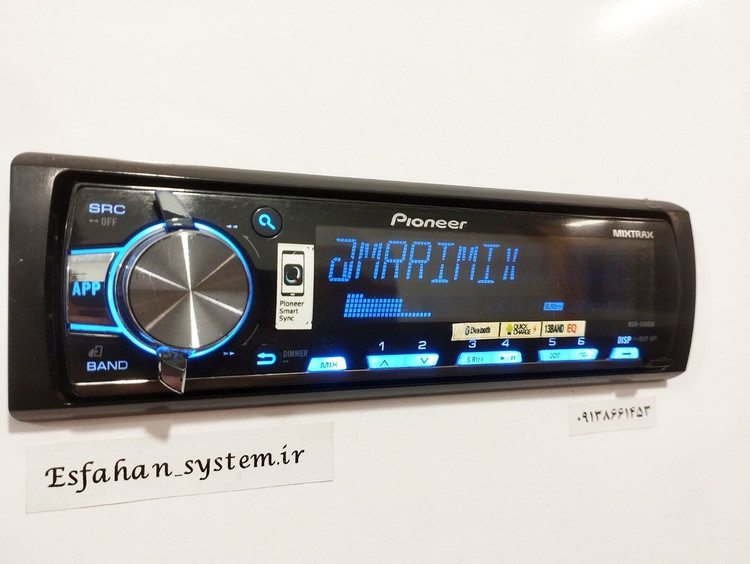 SRC
OFF
Pioneer
MIXTRAX
APP
Pioneer
Smart
Sync
Bluetooth
QUICK
CHARGE
13BAND EQ
BAND
DIMMER
MIX
1 2 3 4 5 6
S.Rtrv
DISP
Esfahan_system.ir
۰۹۱۳۸۶۶۱۴۵۳